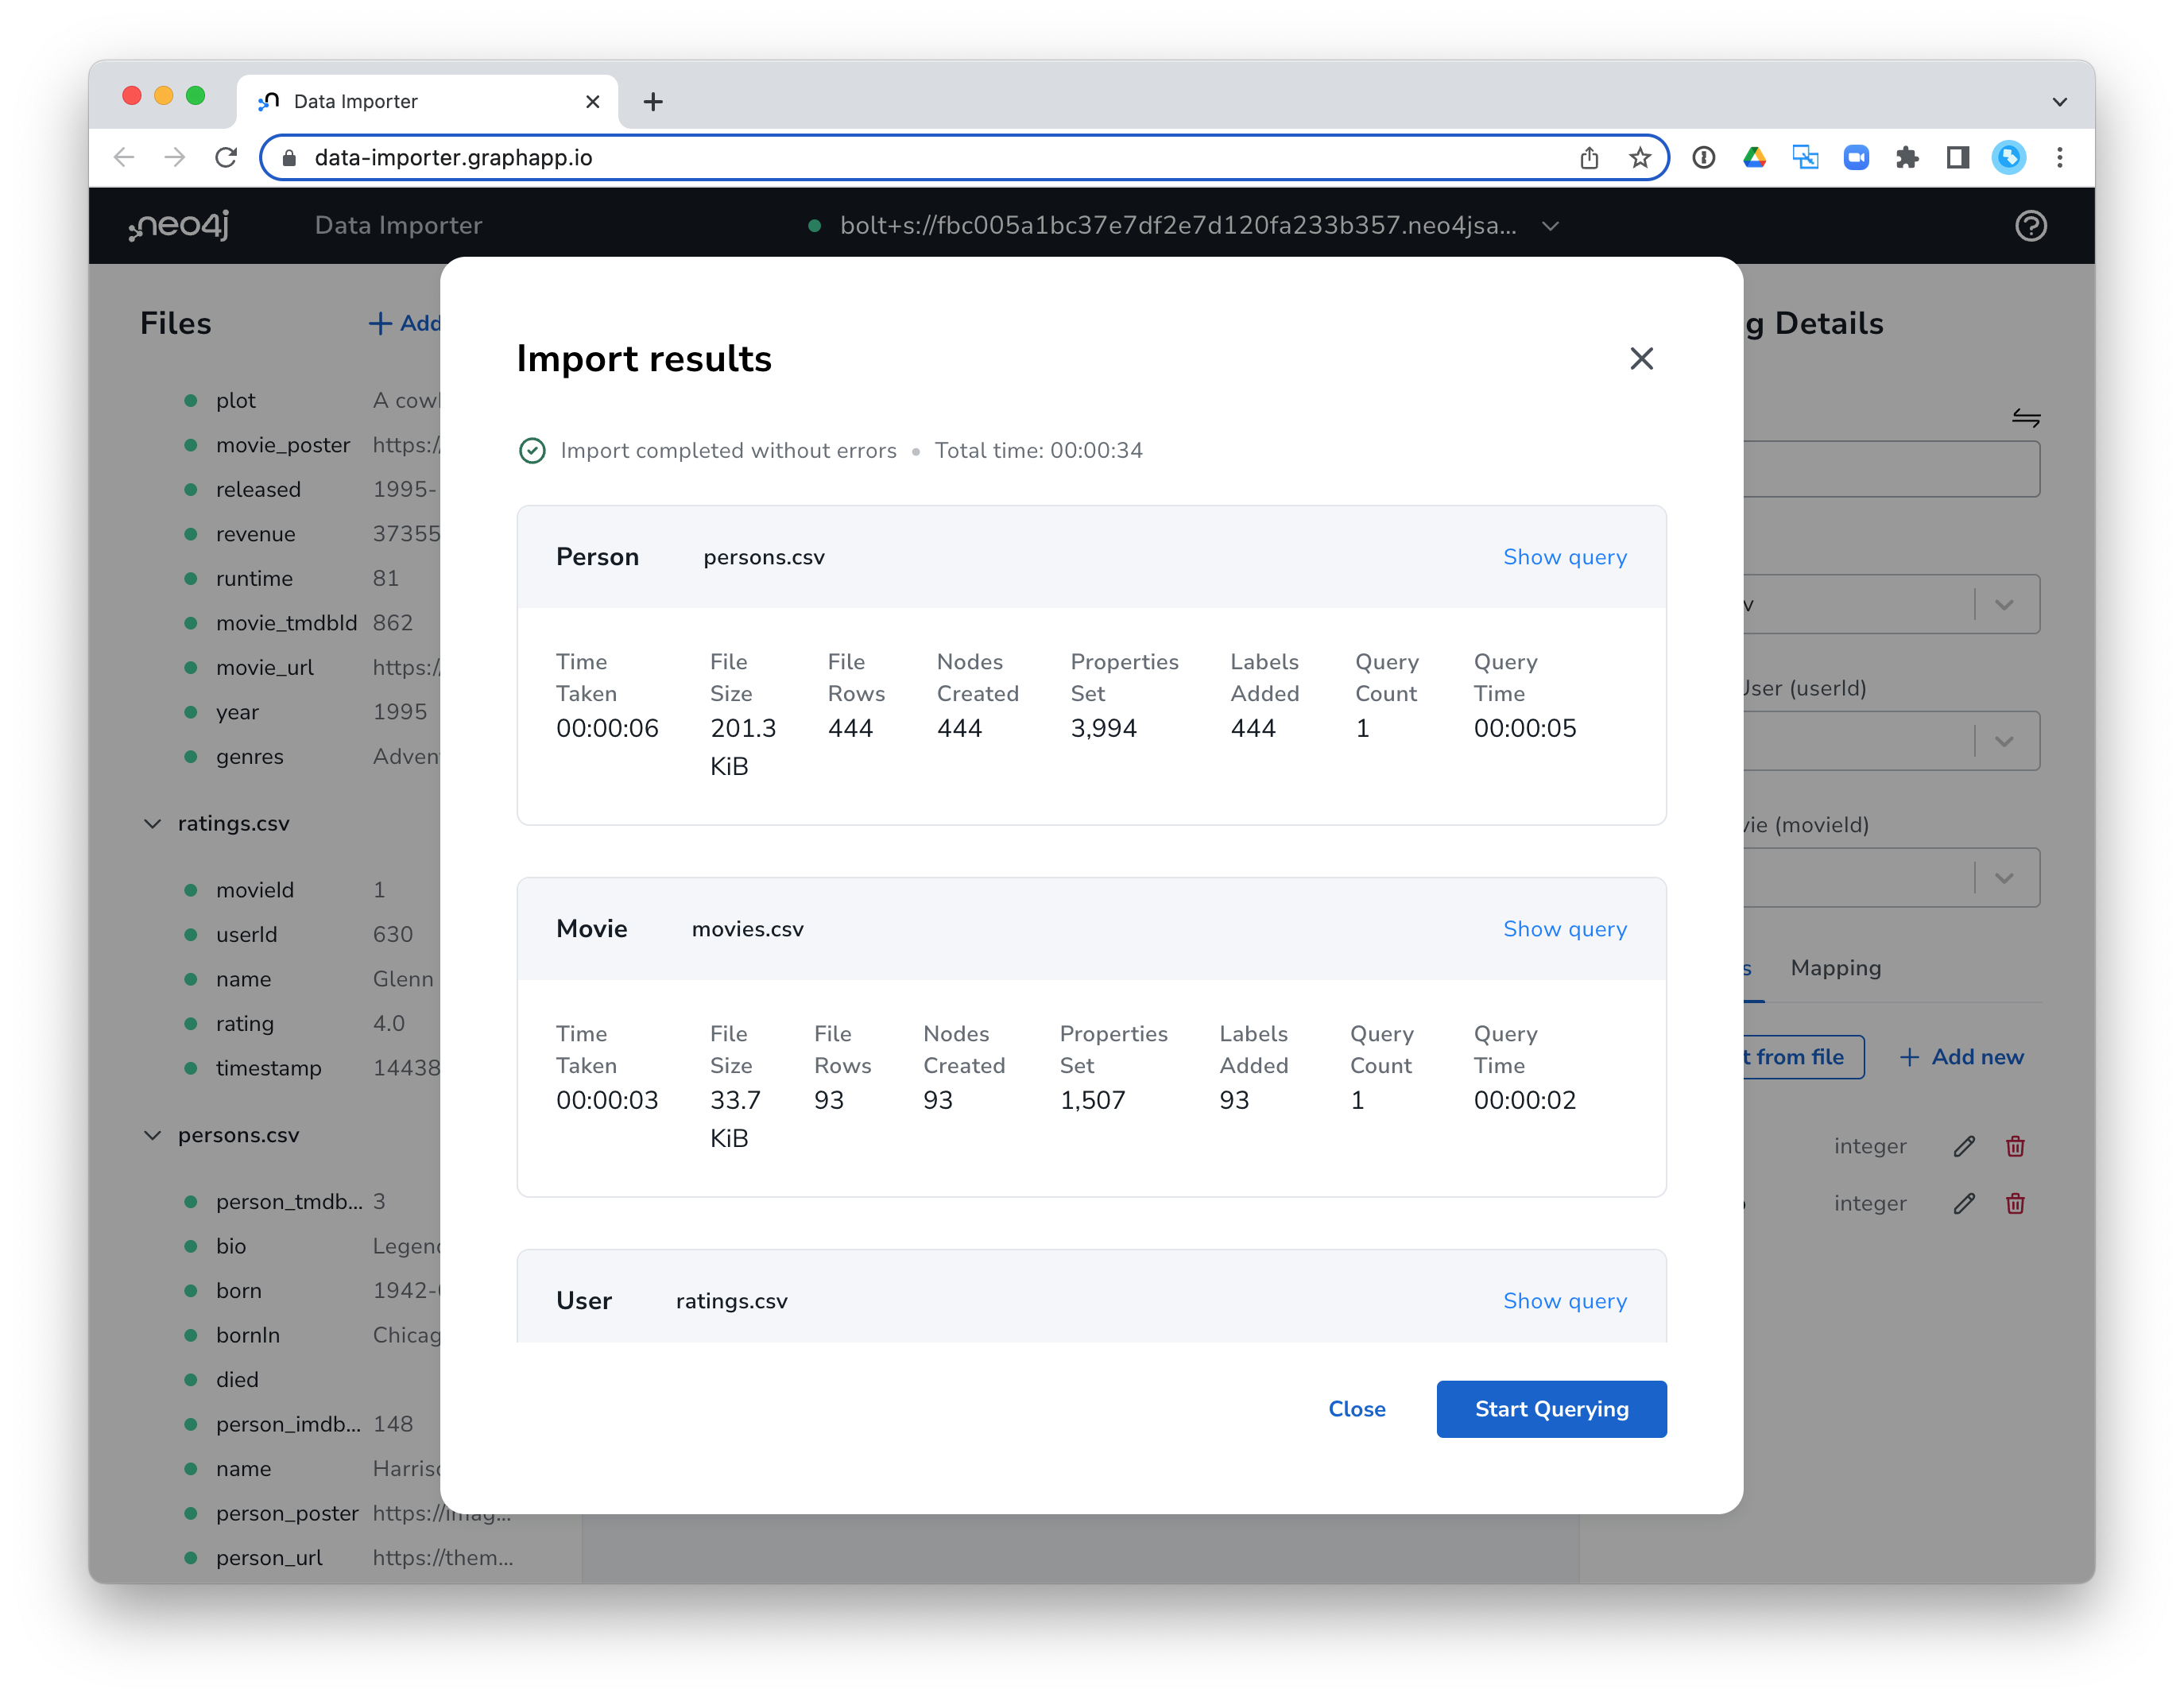 Data Importer
data-importer.graphapp.io
neo4j
Data Importer
bolt+s://fbc005a1bc37e7df2e7d120fa233b357.neo4jsa...
Files
Add
g Details
plot A cow
movie_poster https:/
released 1995-
revenue 37355
runtime 81
movie_tmdbId 862
movie_url https:/
year 1995
genres Adven
ratings.csv
movieId 1
userId 630
name Glenn
rating 4.0
timestamp 14438
persons.csv
person_tmdb... 3
bio Legen
born 1942-
bornIn Chicag
died
person_imdb... 148
name Harris
person_poster https://imag...
person_url https://them...
Import results
Import completed without errors • Total time: 00:00:34
Person persons.csv Show query
Time Taken File Size File Rows Nodes Created Properties Set Labels Added Query Count Query Time
00:00:06 201.3 KiB 444 444 3,994 444 1 00:00:05
Movie movies.csv Show query
Time Taken File Size File Rows Nodes Created Properties Set Labels Added Query Count Query Time
00:00:03 33.7 KiB 93 93 1,507 93 1 00:00:02
User ratings.csv Show query
Close Start Querying
v
User (userId)
vie (movieId)
s Mapping
t from file Add new
integer
integer